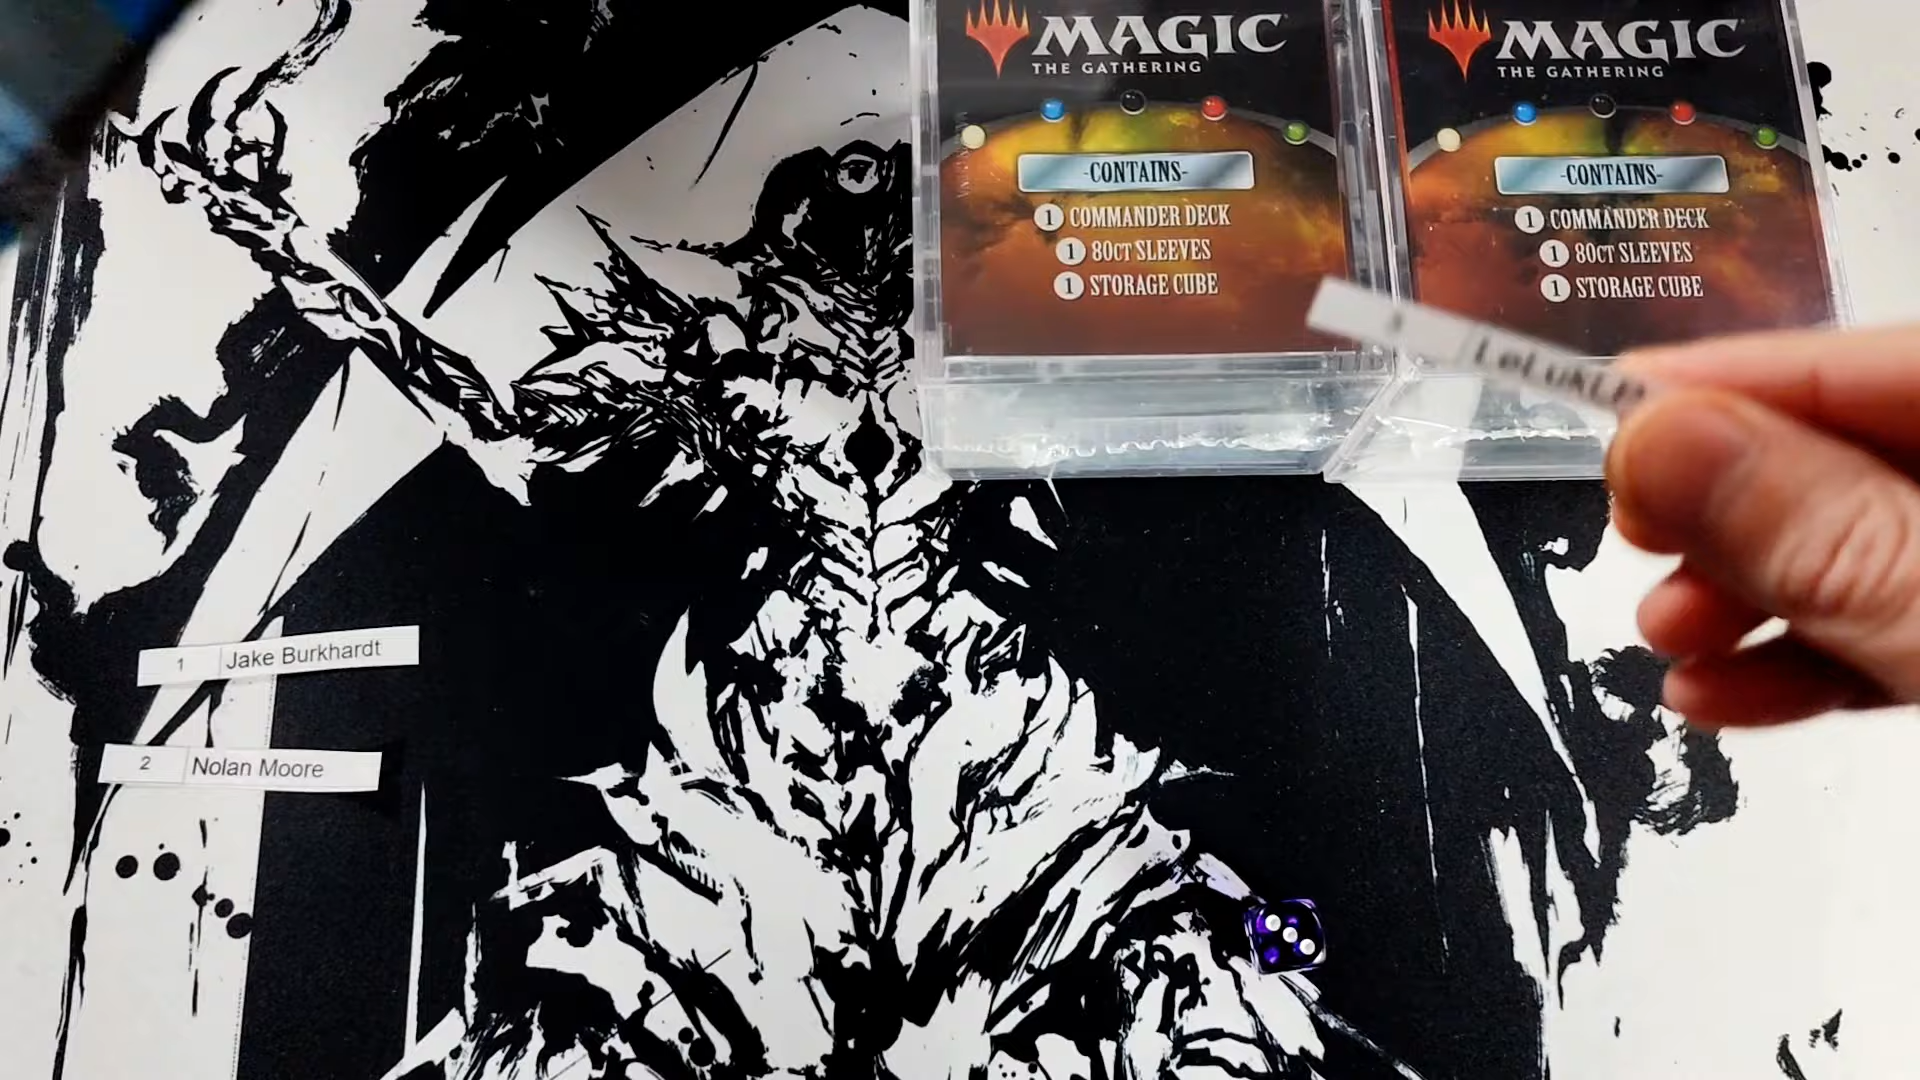 MAGIC
THE GATHERING
-CONTAINS-
1 COMMANDER DECK
1 80CT SLEEVES
1 STORAGE CUBE
MAGIC
THE GATHERING
-CONTAINS-
1 COMMANDER DECK
1 80CT SLEEVES
1 STORAGE CUBE
1 Jake Burkhardt
2 Nolan Moore